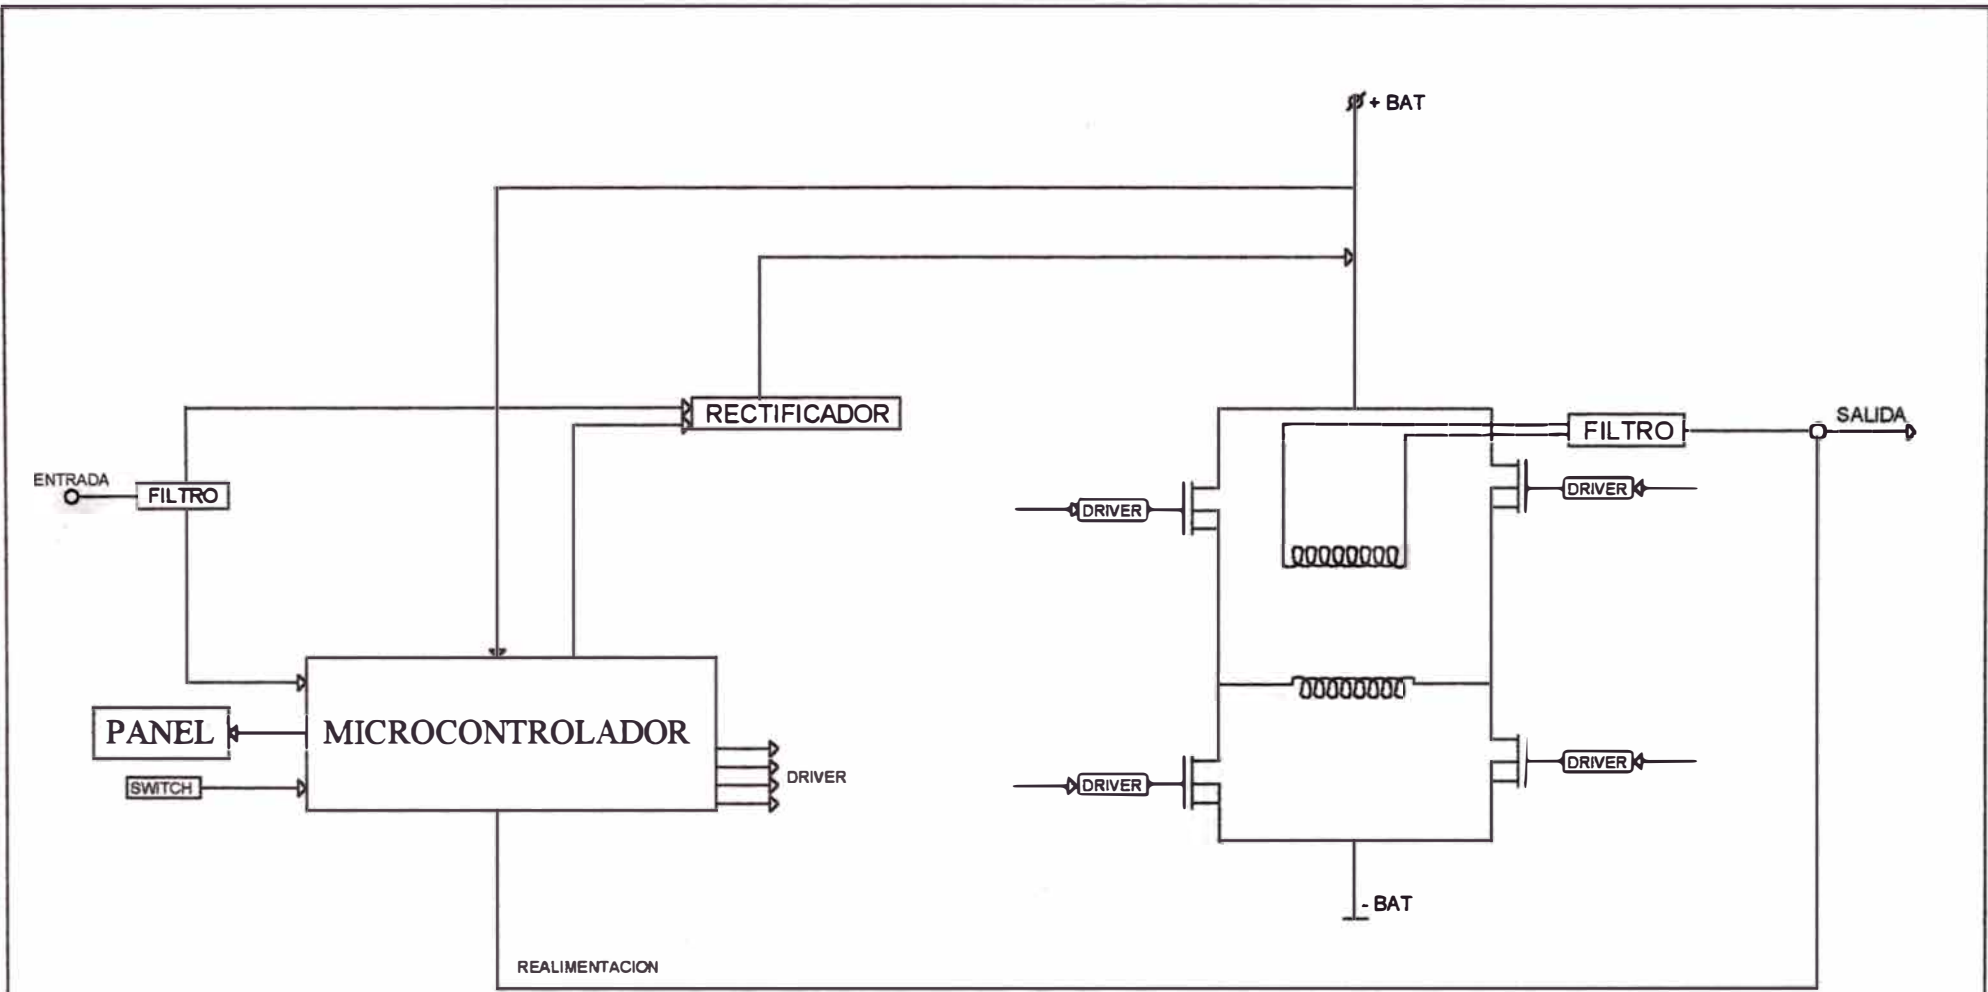 + BAT
RECTIFICADOR
SALIDA
FILTRO
ENTRADA
FILTRO
DRIVER
DRIVER
PANEL
MICROCONTROLADOR
SWITCH
DRIVER
DRIVER
DRIVER
- BAT
REALIMENTACION